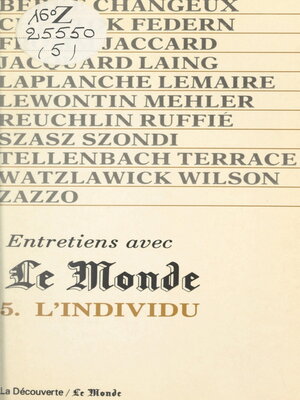 16o Z
25550
(5)
CHANGEUX
FEDERN
JACCARD
JACQUARD LAING
LAPLANCHE LEMAIRE
LEWONTIN MEHLER
REUCHLIN RUFFIÉ
SZASZ SZONDI
TELLENBACH TERRACE
WATZLAWICK WILSON
ZAZZO
Entretiens avec
Le Monde
5. L'INDIVIDU
La Découverte / Le Monde